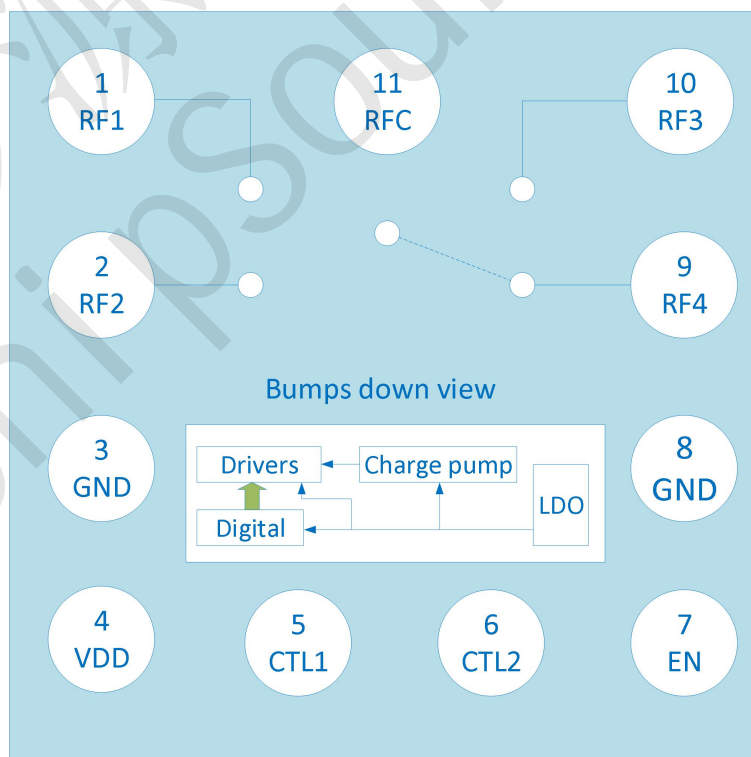 1
RF1
11
RFC
10
RF3
2
RF2
9
RF4
Bumps down view
3
GND
Drivers
Charge pump
LDO
Digital
8
GND
4
VDD
5
CTL1
6
CTL2
7
EN